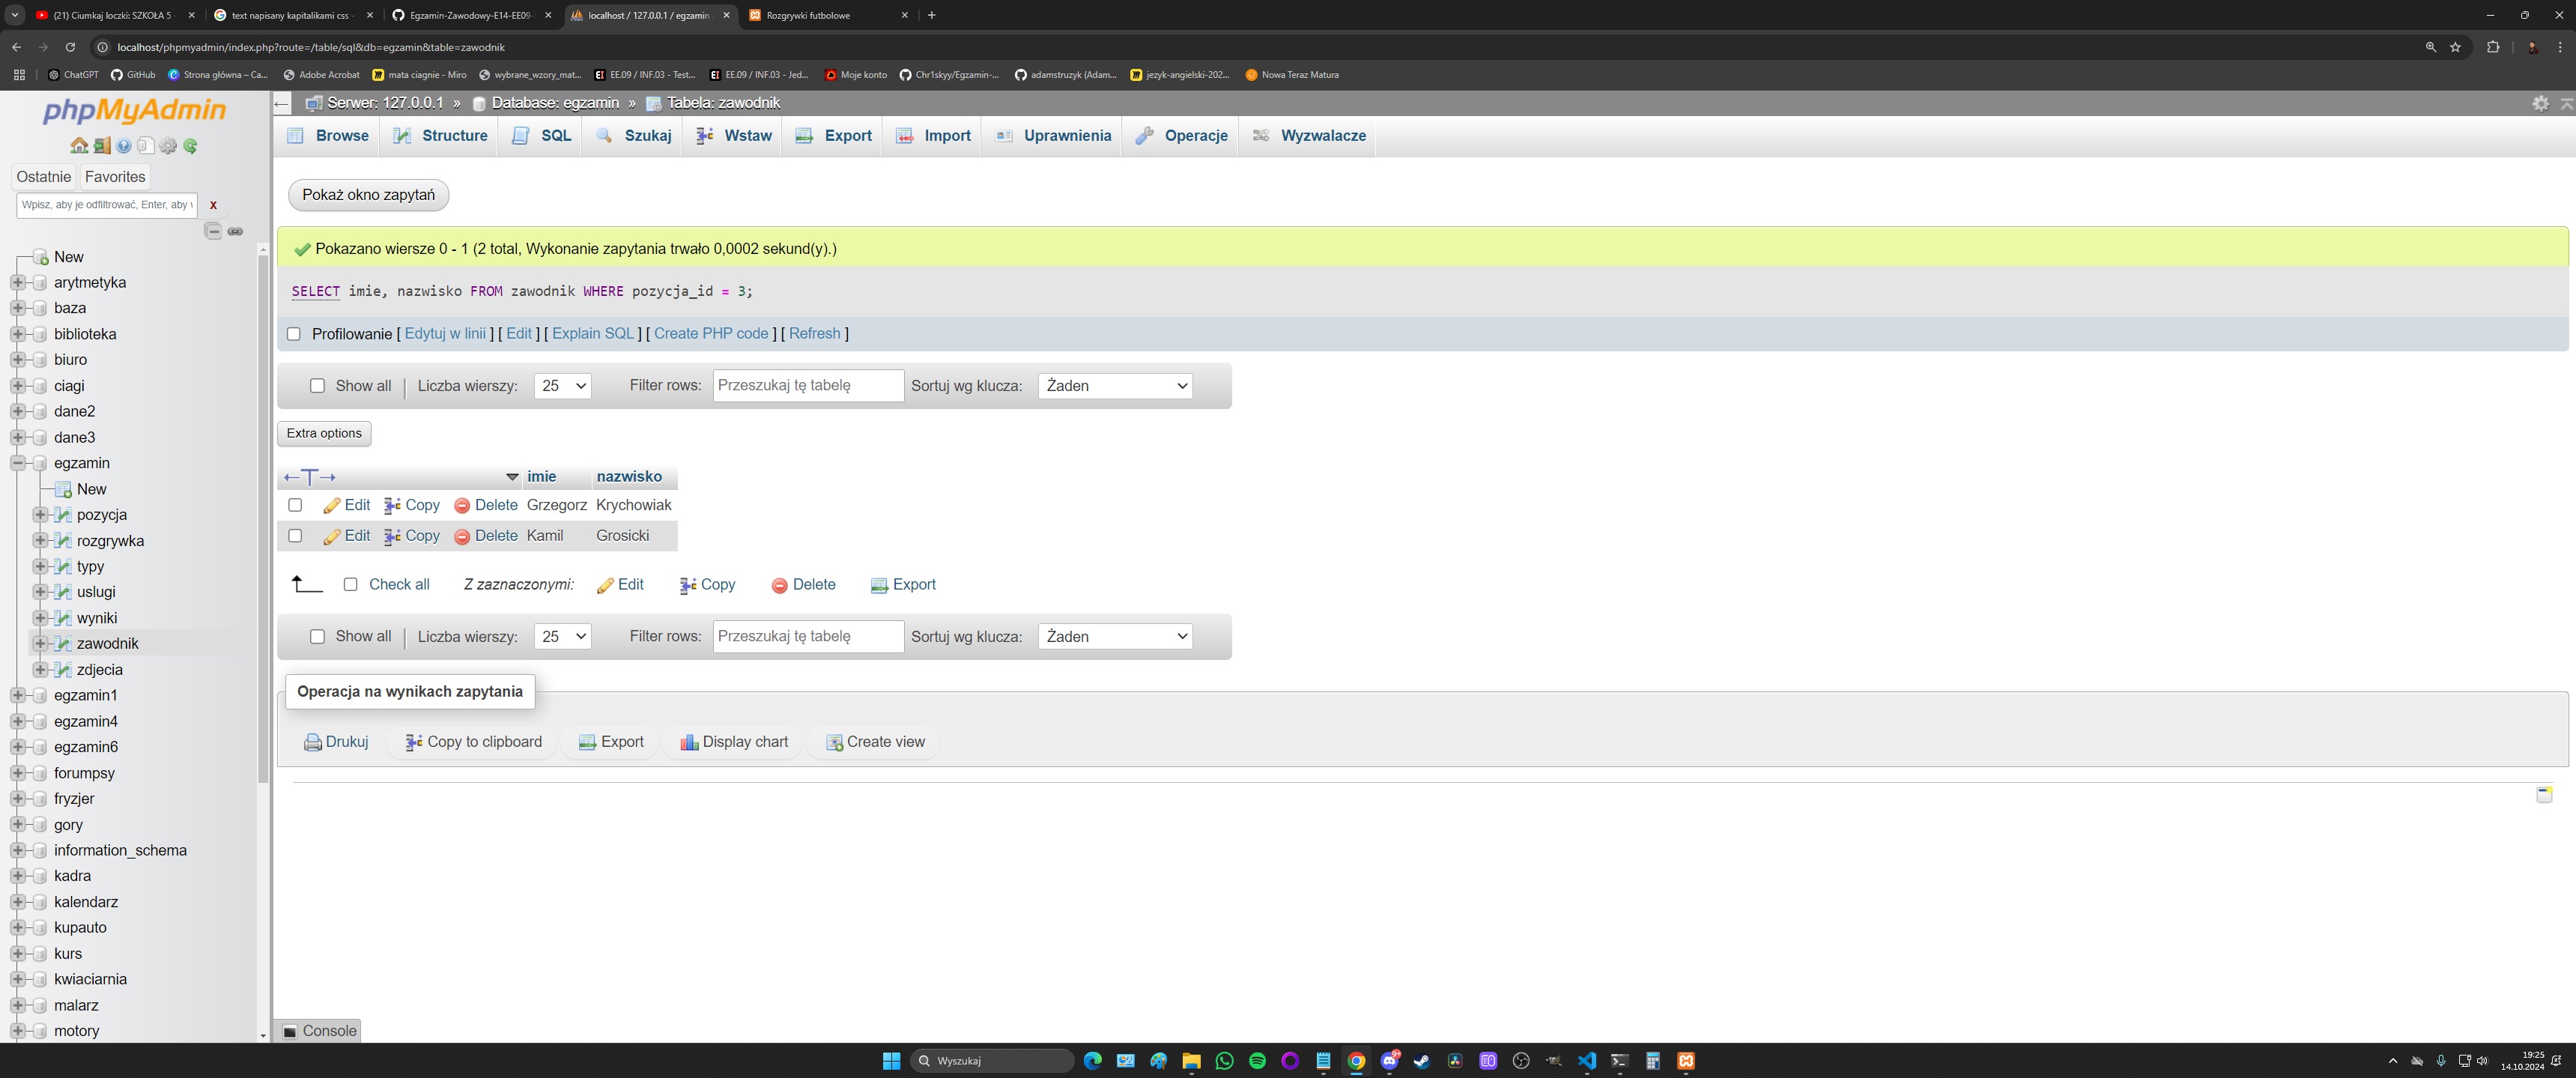 (21) Ciumkaj loczki: SZKOŁA 5
text napisany kapitalikami css -
Egzamin-Zawodowy-E14-EE09
localhost / 127.0.0.1 / egzamin
Rozgrywki futbolowe
localhost/phpmyadmin/index.php?route=/table/sql&db=egzamin&table=zawodnik
ChatGPT GitHub Strona główna – Ca... Adobe Acrobat mata ciagnie - Miro wybrane_wzory_mat... EE.09 / INF.03 - Test... EE.09 / INF.03 - Jed... Moje konto Chr1skyy/Egzamin-... adamstruzyk (Adam... jezyk-angielski-202... Nowa Teraz Matura
phpMyAdmin
Ostatnie Favorites
Wpisz, aby je odfiltrować, Enter, aby X
New
arytmetyka
baza
biblioteka
biuro
ciagi
dane2
dane3
egzamin
New
pozycja
rozgrywka
typy
uslugi
wyniki
zawodnik
zdjecia
egzamin1
egzamin4
egzamin6
forumpsy
fryzjer
gory
information_schema
kadra
kalendarz
kupauto
kurs
kwiaciarnia
malarz
motory
Serwer: 127.0.0.1 » Database: egzamin » Tabela: zawodnik
Browse Structure SQL Szukaj Wstaw Export Import Uprawnienia Operacje Wyzwalacze
Pokaż okno zapytań
Pokazano wiersze 0 - 1 (2 total, Wykonanie zapytania trwało 0,0002 sekund(y).)
SELECT imie, nazwisko FROM zawodnik WHERE pozycja_id = 3;
Profilowanie [ Edytuj w linii ] [ Edit ] [ Explain SQL ] [ Create PHP code ] [ Refresh ]
Show all | Liczba wierszy: 25 Filter rows: Przeszukaj tę tabelę Sortuj wg klucza: Żaden
Extra options
imie nazwisko
Edit Copy Delete Grzegorz Krychowiak
Edit Copy Delete Kamil Grosicki
Check all Z zaznaczonymi: Edit Copy Delete Export
Show all | Liczba wierszy: 25 Filter rows: Przeszukaj tę tabelę Sortuj wg klucza: Żaden
Operacja na wynikach zapytania
Drukuj Copy to clipboard Export Display chart Create view
Console
Wyszukaj
19:25
14.10.2024